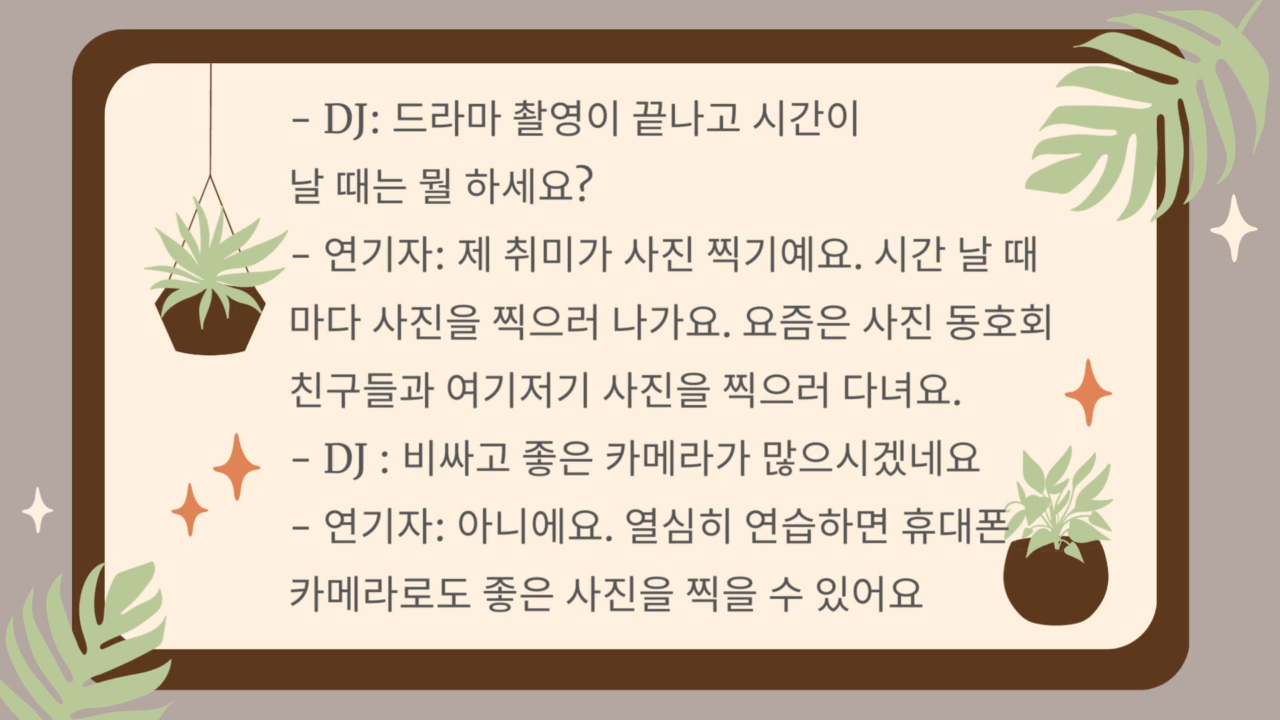 – DJ: 드라마 촬영이 끝나고 시간이
날 때는 뭘 하세요?
– 연기자: 제 취미가 사진 찍기예요. 시간 날 때
마다 사진을 찍으러 나가요. 요즘은 사진 동호회
친구들과 여기저기 사진을 찍으러 다녀요.
– DJ : 비싸고 좋은 카메라가 많으시겠네요
– 연기자: 아니에요. 열심히 연습하면 휴대폰
카메라로도 좋은 사진을 찍을 수 있어요